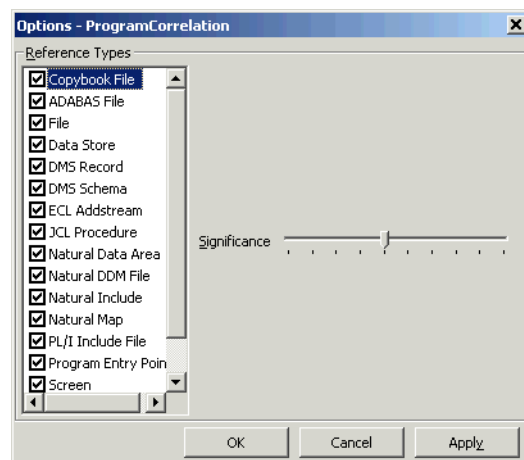 Options - ProgramCorrelation
Reference Types
Copybook File
ADABAS File
File
Data Store
DMS Record
DMS Schema
ECL Addstream
JCL Procedure
Natural Data Area
Natural DDM File
Natural Include
Natural Map
PL/I Include File
Program Entry Poin
Screen
Significance
OK Cancel Apply